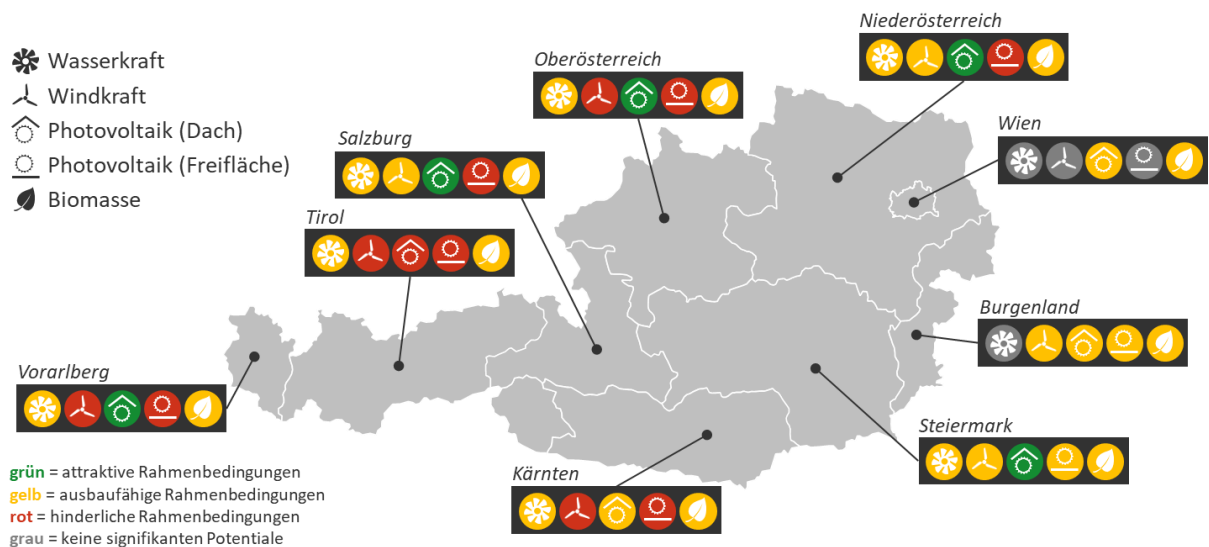 Wasserkraft
Windkraft
Photovoltaik (Dach)
Photovoltaik (Freifläche)
Biomasse
Niederösterreich
Oberösterreich
Wien
Salzburg
Tirol
Burgenland
Vorarlberg
Steiermark
Kärnten
grün = attraktive Rahmenbedingungen
gelb = ausbaufähige Rahmenbedingungen
rot = hinderliche Rahmenbedingungen
grau = keine signifikanten Potentiale